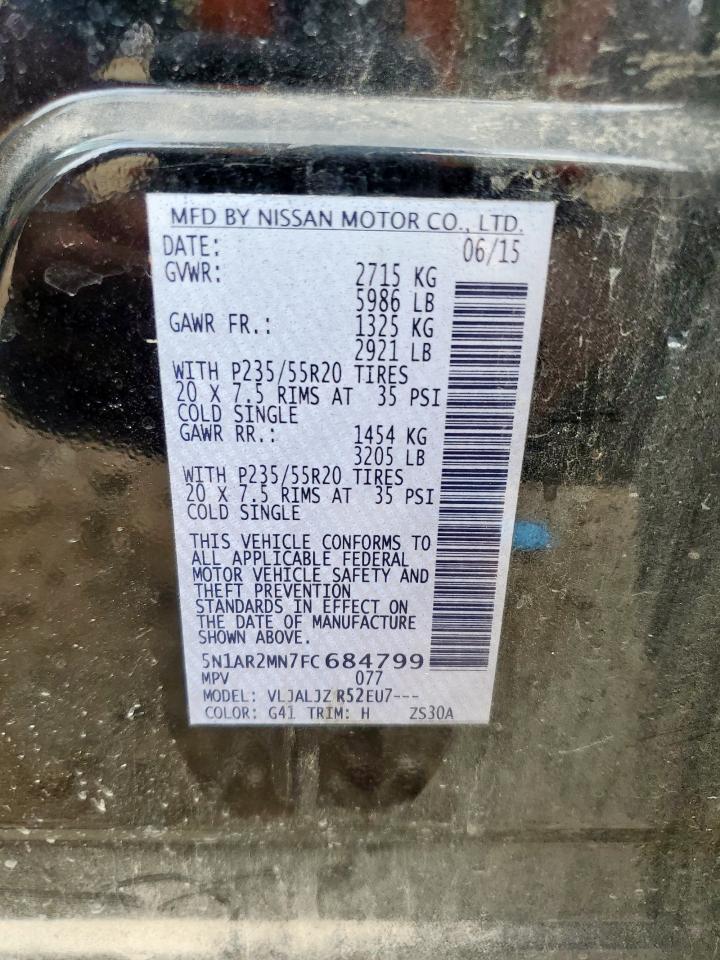 MFD BY NISSAN MOTOR CO., LTD.
DATE: 06/15
GVWR: 2715 KG
5986 LB
GAWR FR.: 1325 KG
2921 LB
WITH P235/55R20 TIRES
20 X 7.5 RIMS AT 35 PSI
COLD SINGLE
GAWR RR.: 1454 KG
3205 LB
WITH P235/55R20 TIRES
20 X 7.5 RIMS AT 35 PSI
COLD SINGLE
THIS VEHICLE CONFORMS TO
ALL APPLICABLE FEDERAL
MOTOR VEHICLE SAFETY AND
THEFT PREVENTION
STANDARDS IN EFFECT ON
THE DATE OF MANUFACTURE
SHOWN ABOVE.
5N1AR2MN7FC684799
MPV 077
MODEL: VLJALJZ R52EU7---
COLOR: G41 TRIM: H ZS30A